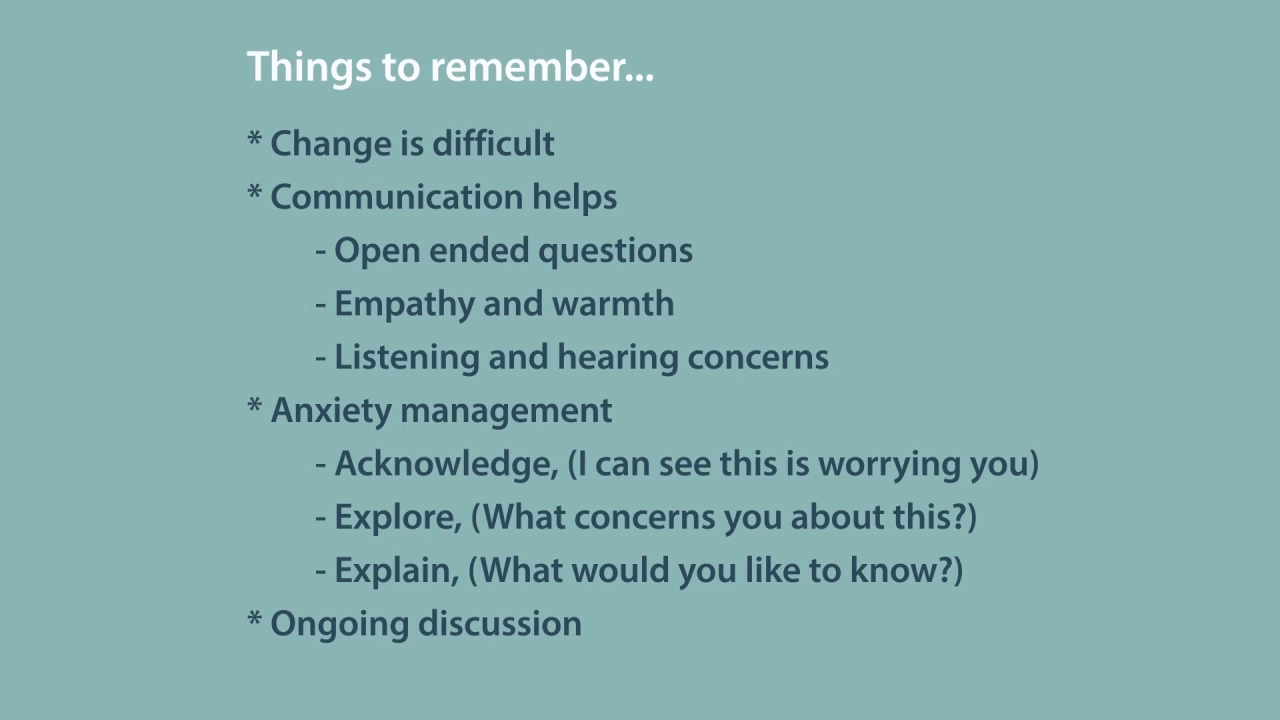 Things to remember...
* Change is difficult
* Communication helps
- Open ended questions
- Empathy and warmth
- Listening and hearing concerns
* Anxiety management
- Acknowledge, (I can see this is worrying you)
- Explore, (What concerns you about this?)
- Explain, (What would you like to know?)
* Ongoing discussion